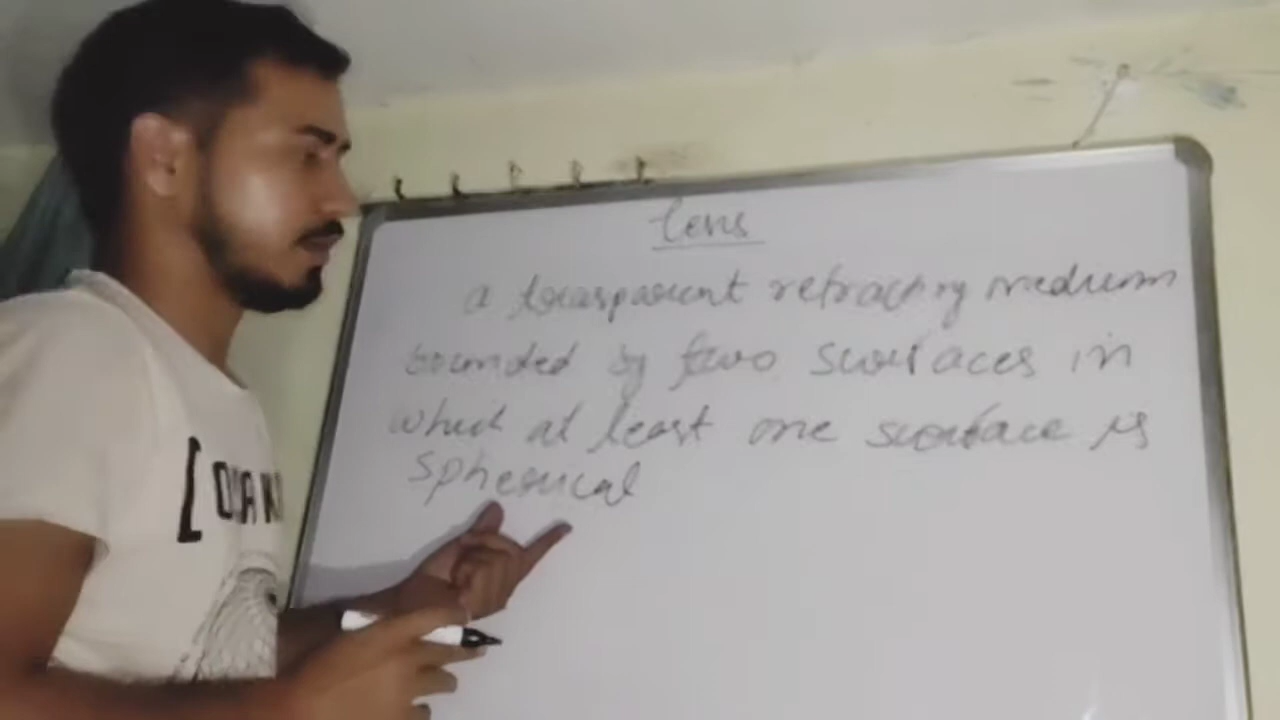 Lens
a transparent refracting medium
bounded by two surfaces in
which at least one surface is
spherical